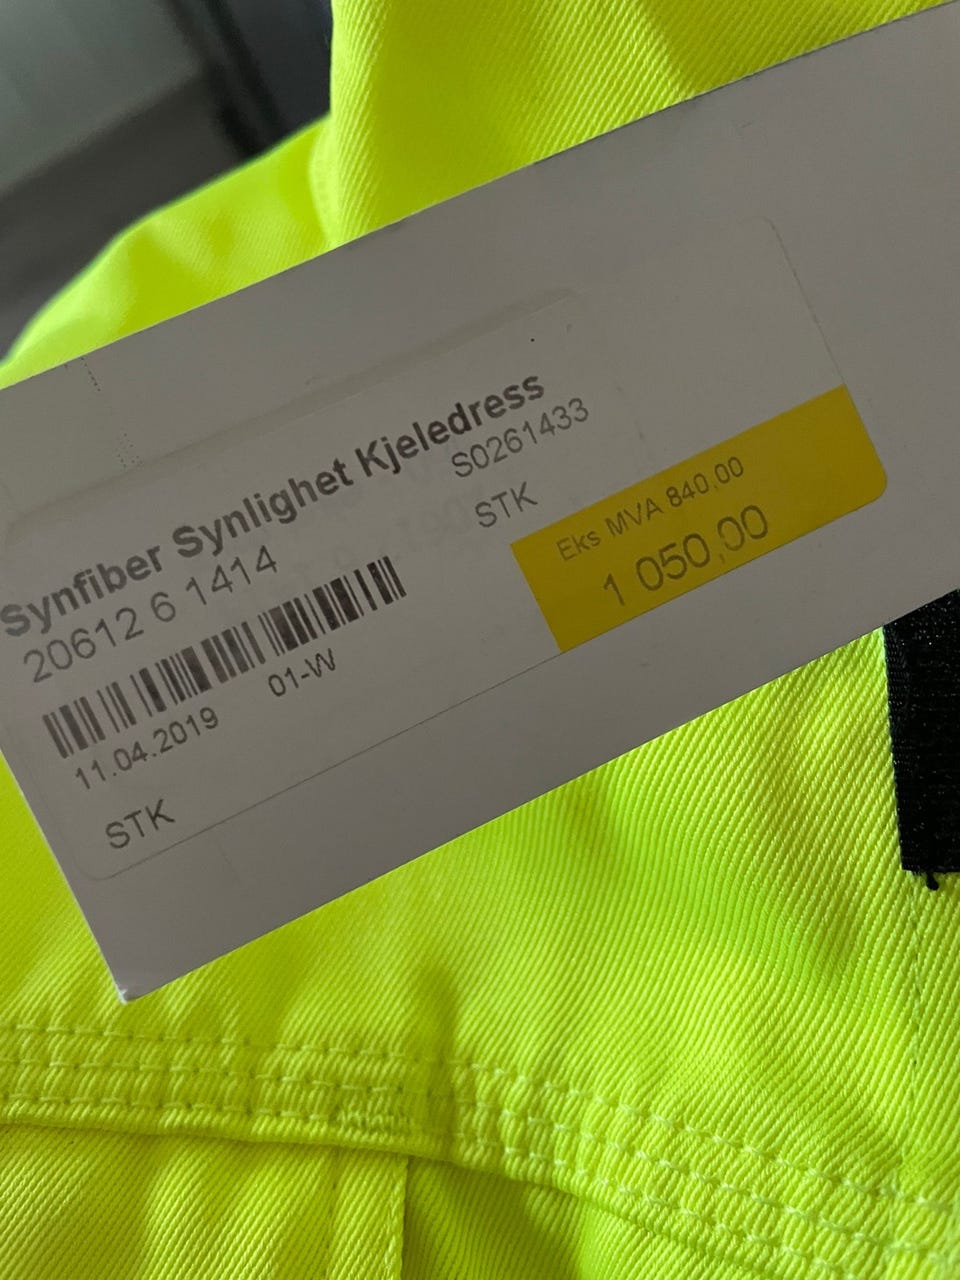 Synfiber Synlighet Kjeledress
20612 6 1414
S0261433
STK
11.04.2019
01-W
STK
Eks MVA 840.00
1 050,00